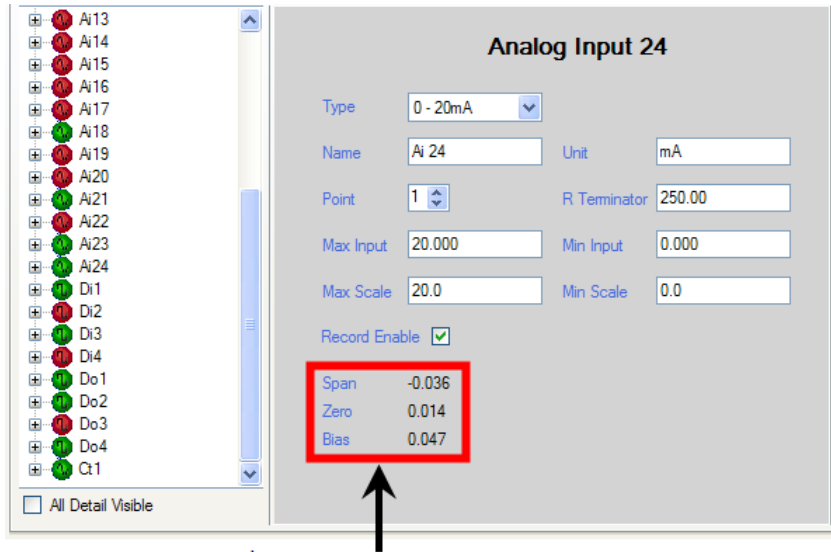 Ai13
Ai14
Ai15
Ai16
Ai17
Ai18
Ai19
Ai20
Ai21
Ai22
Ai23
Ai24
Di1
Di2
Di3
Di4
Do1
Do2
Do3
Do4
Ct1
All Detail Visible
Analog Input 24
Type 0 - 20mA
Name Ai 24 Unit mA
Point 1 R Terminator 250.00
Max Input 20.000 Min Input 0.000
Max Scale 20.0 Min Scale 0.0
Record Enable
Span -0.036
Zero 0.014
Bias 0.047